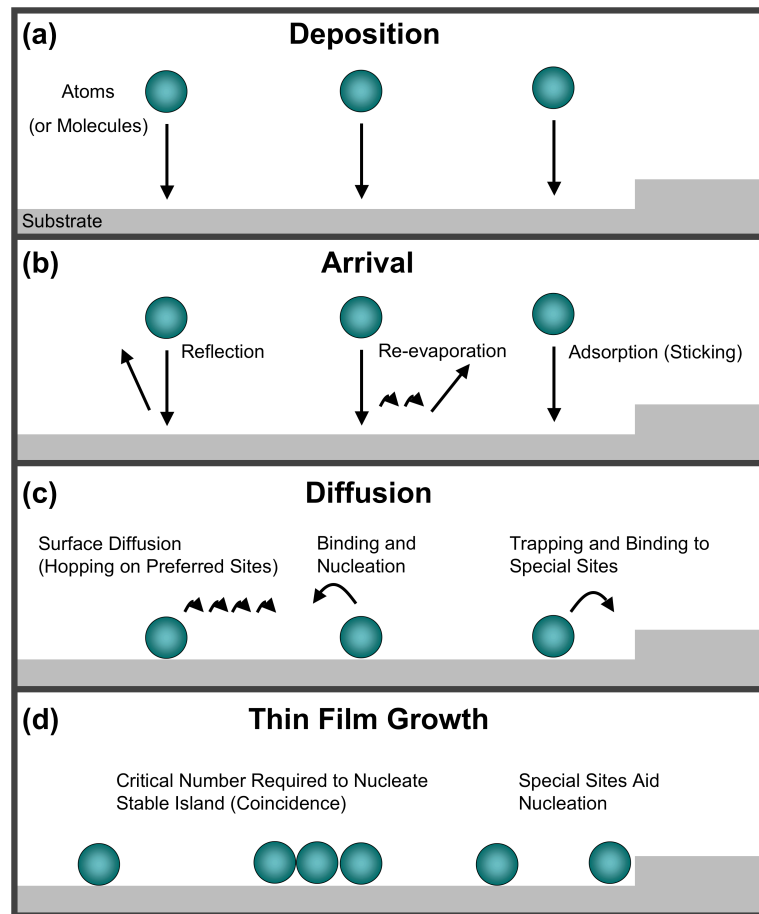 (a)
Deposition
Atoms
(or Molecules)
Substrate
(b)
Arrival
Reflection
Re-evaporation
Adsorption (Sticking)
(c)
Diffusion
Surface Diffusion
(Hopping on Preferred Sites)
Binding and
Nucleation
Trapping and Binding to
Special Sites
(d)
Thin Film Growth
Critical Number Required to Nucleate
Stable Island (Coincidence)
Special Sites Aid
Nucleation